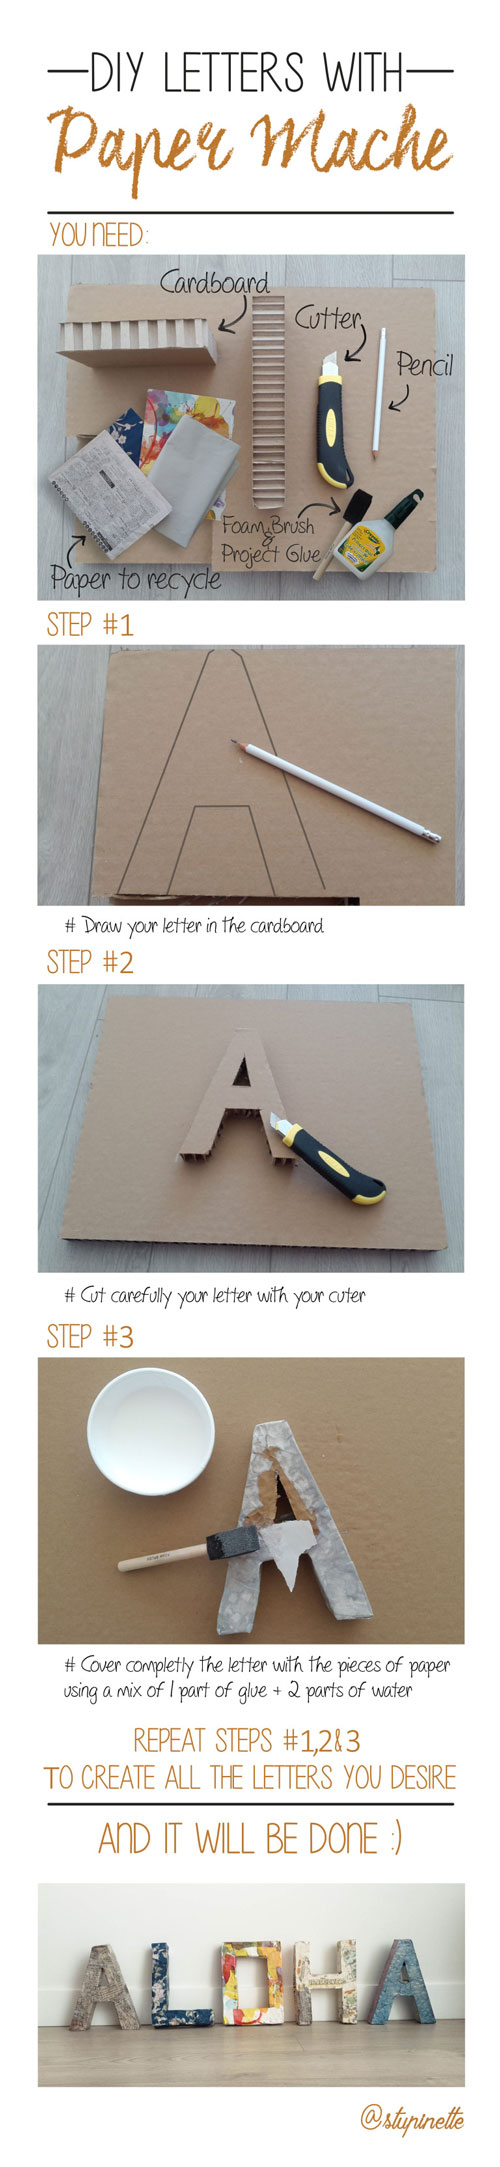 DIY LETTERS WITH
Paper Mache
YOU NEED:
Cardboard
Cutter
Pencil
Foam Brush
&
Project Glue
Paper to recycle
STEP #1
# Draw your letter in the cardboard
STEP #2
# Cut carefully your letter with your cuter
STEP #3
# Cover completly the letter with the pieces of paper
using a mix of 1 part of glue + 2 parts of water
REPEAT STEPS #1,2&3
TO CREATE ALL THE LETTERS YOU DESIRE
AND IT WILL BE DONE :)
ALOHA
@stupinette